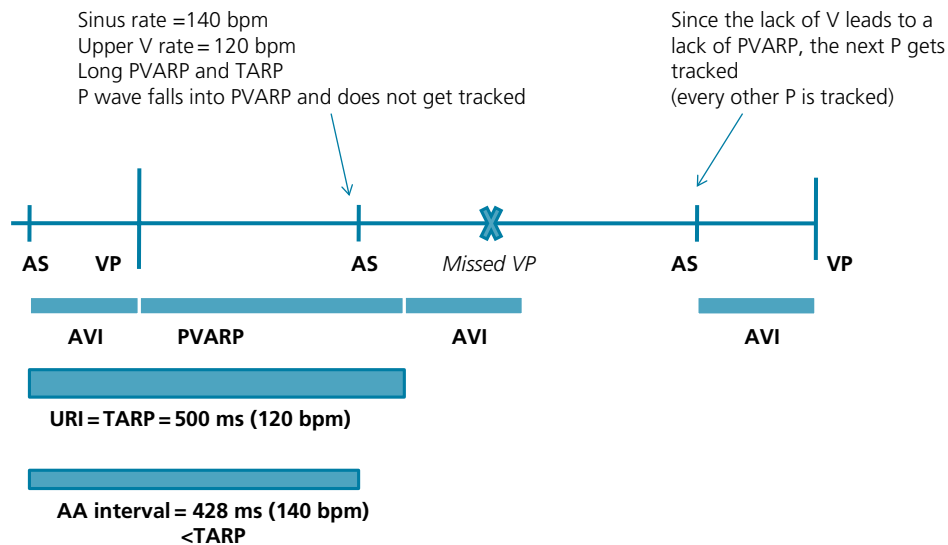 Sinus rate =140 bpm
Upper V rate = 120 bpm
Long PVARP and TARP
P wave falls into PVARP and does not get tracked
Since the lack of V leads to a
lack of PVARP, the next P gets
tracked
(every other P is tracked)
AS VP AS Missed VP AS VP
AVI PVARP AVI AVI
URI = TARP = 500 ms (120 bpm)
AA interval = 428 ms (140 bpm)
<TARP